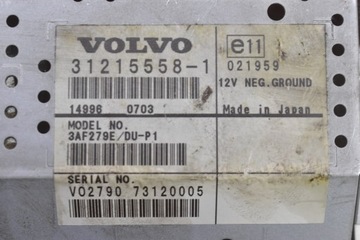 VOLVO
31215558-1
14996 0703
e11
021959
12V NEG.GROUND
Made in Japan
MODEL NO.
3AF279E/DU-P1
SERIAL NO.
VO2790 73120005